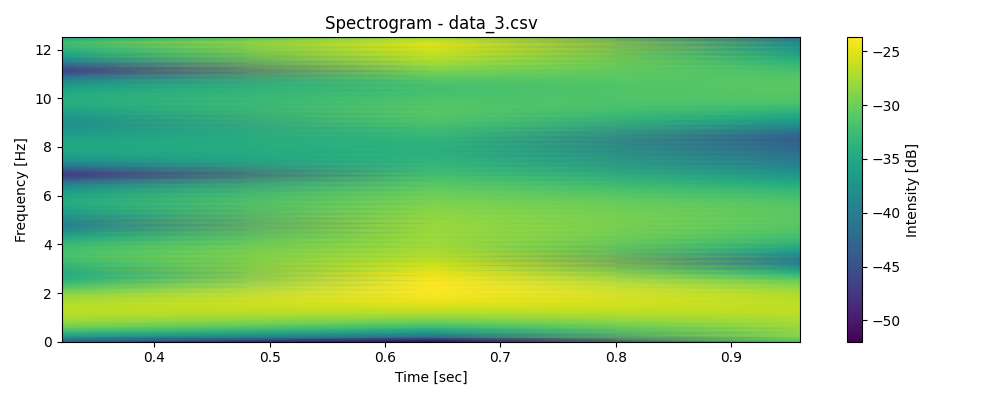 Spectrogram - data_3.csv
12
10
8
6
4
2
0
Frequency [Hz]
0.4 0.5 0.6 0.7 0.8 0.9
Time [sec]
−25
−30
−35
−40
−45
−50
Intensity [dB]